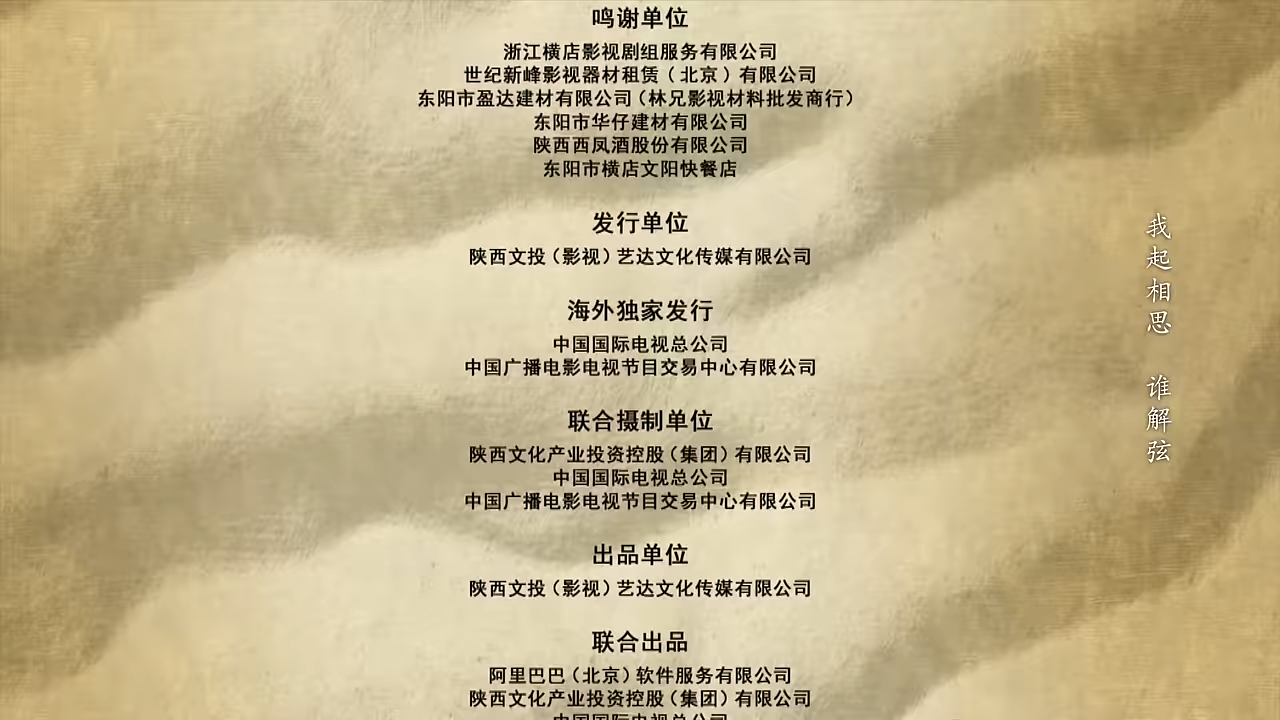 鸣谢单位
浙江横店影视剧组服务有限公司
世纪新峰影视器材租赁（北京）有限公司
东阳市盈达建材有限公司（林兄影视材料批发商行）
东阳市华仔建材有限公司
陕西西凤酒股份有限公司
东阳市横店文阳快餐店
发行单位
陕西文投（影视）艺达文化传媒有限公司
海外独家发行
中国国际电视总公司
中国广播电影电视节目交易中心有限公司
联合摄制单位
陕西文化产业投资控股（集团）有限公司
中国国际电视总公司
中国广播电影电视节目交易中心有限公司
出品单位
陕西文投（影视）艺达文化传媒有限公司
联合出品
阿里巴巴（北京）软件服务有限公司
陕西文化产业投资控股（集团）有限公司
中国国际电视总公司
我起相思 谁解弦